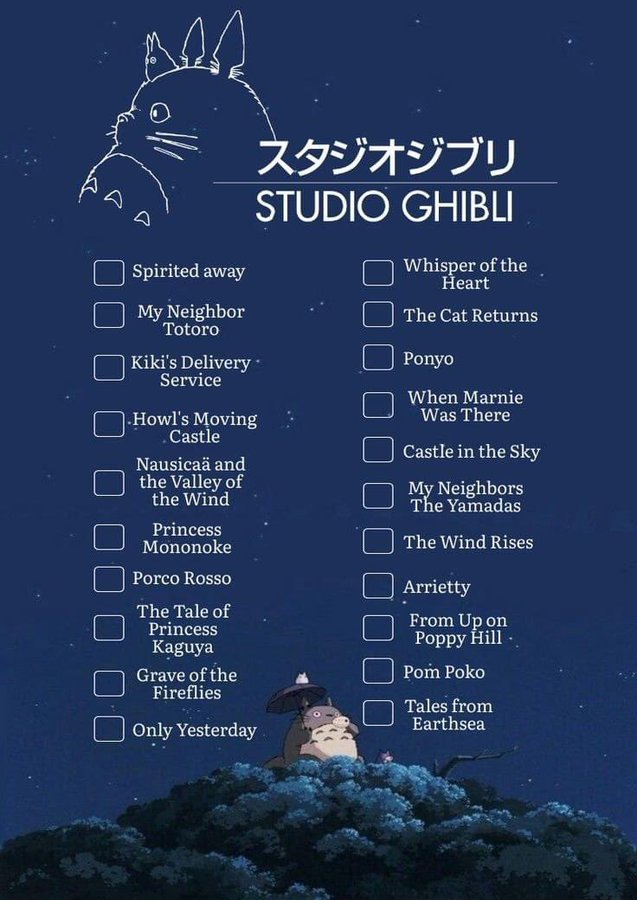 スタジオジブリ
STUDIO GHIBLI
Spirited away
My Neighbor
Totoro
Kiki's Delivery
Service
Howl's Moving
Castle
Nausicaä and
the Valley of
the Wind
Princess
Mononoke
Porco Rosso
The Tale of
Princess
Kaguya
Grave of the
Fireflies
Only Yesterday
Whisper of the
Heart
The Cat Returns
Ponyo
When Marnie
Was There
Castle in the Sky
My Neighbors
The Yamadas
The Wind Rises
Arrietty
From Up on
Poppy Hill
Pom Poko
Tales from
Earthsea